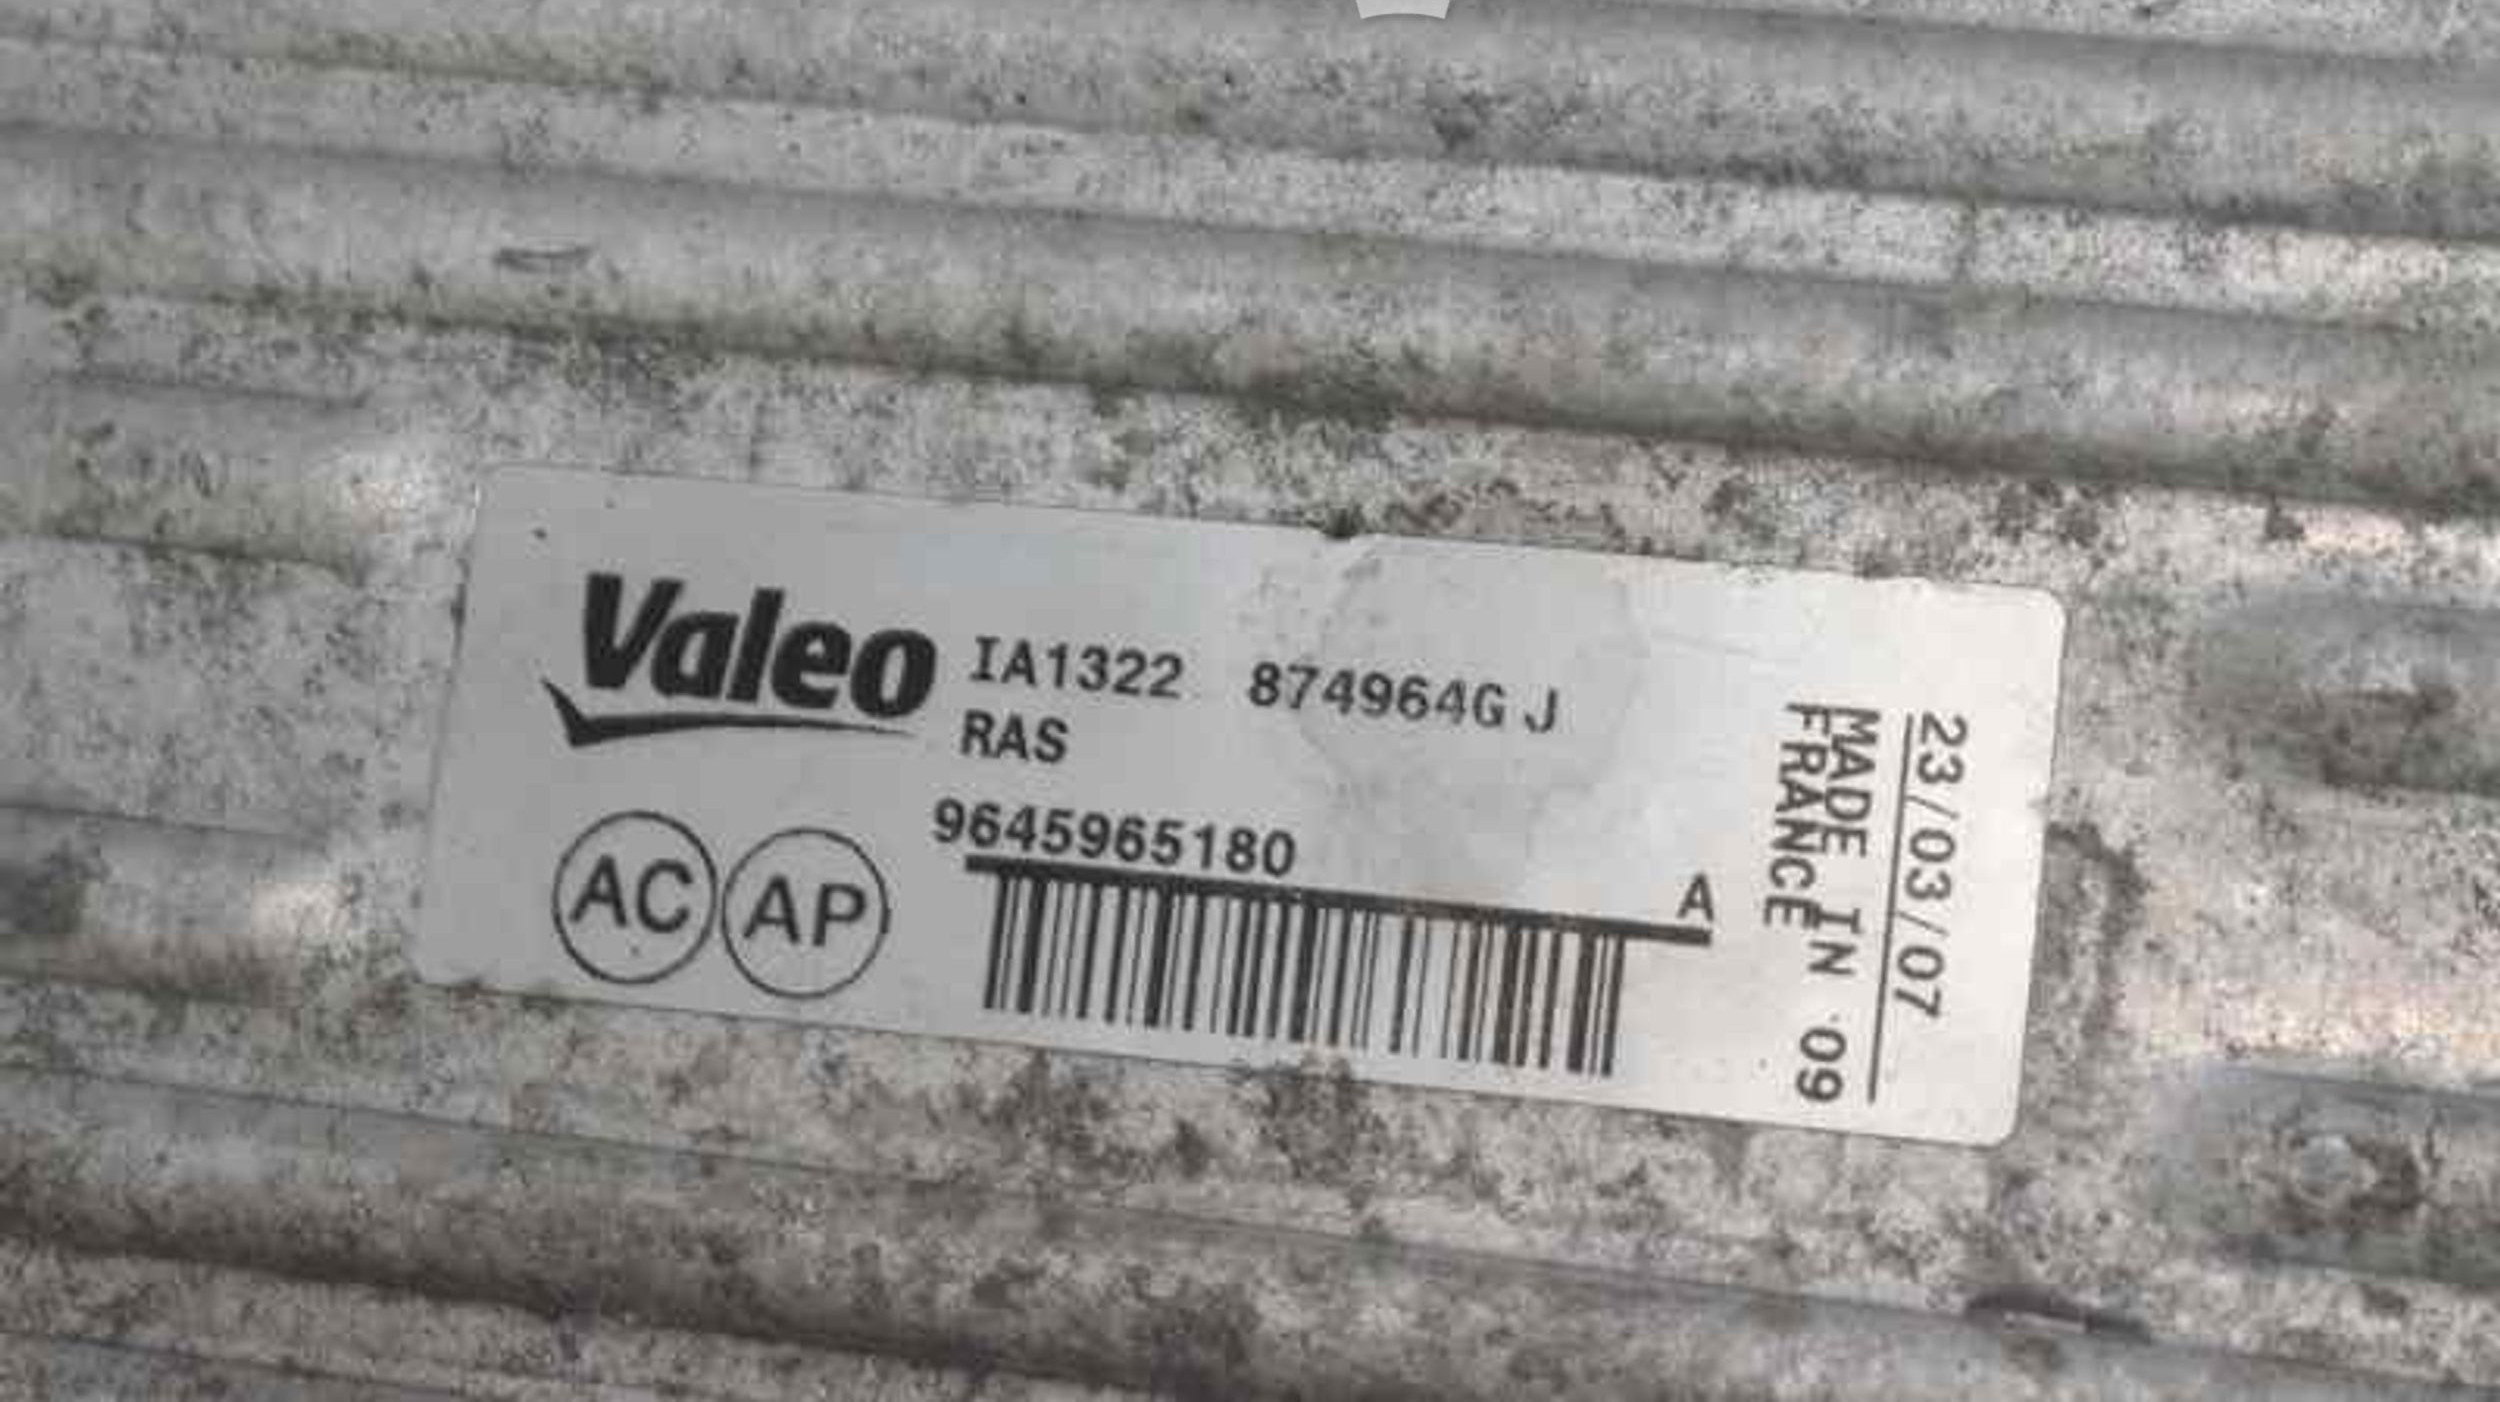 Valeo
IA1322 874964G J
RAS
9645965180
A
AC AP
23/03/07
MADE IN 09
FRANCE